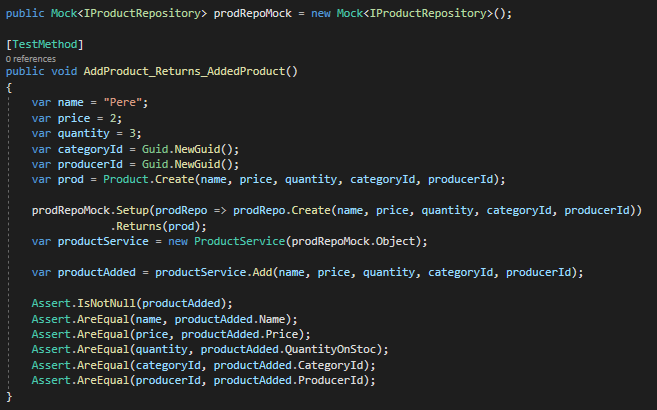 public Mock<IProductRepository> prodRepoMock = new Mock<IProductRepository>();
[TestMethod]
0 references
public void AddProduct_Returns_AddedProduct()
{
var name = "Pere";
var price = 2;
var quantity = 3;
var categoryId = Guid.NewGuid();
var producerId = Guid.NewGuid();
var prod = Product.Create(name, price, quantity, categoryId, producerId);
prodRepoMock.Setup(prodRepo => prodRepo.Create(name, price, quantity, categoryId, producerId))
.Returns(prod);
var productService = new ProductService(prodRepoMock.Object);
var productAdded = productService.Add(name, price, quantity, categoryId, producerId);
Assert.IsNotNull(productAdded);
Assert.AreEqual(name, productAdded.Name);
Assert.AreEqual(price, productAdded.Price);
Assert.AreEqual(quantity, productAdded.QuantityOnStoc);
Assert.AreEqual(categoryId, productAdded.CategoryId);
Assert.AreEqual(producerId, productAdded.ProducerId);
}